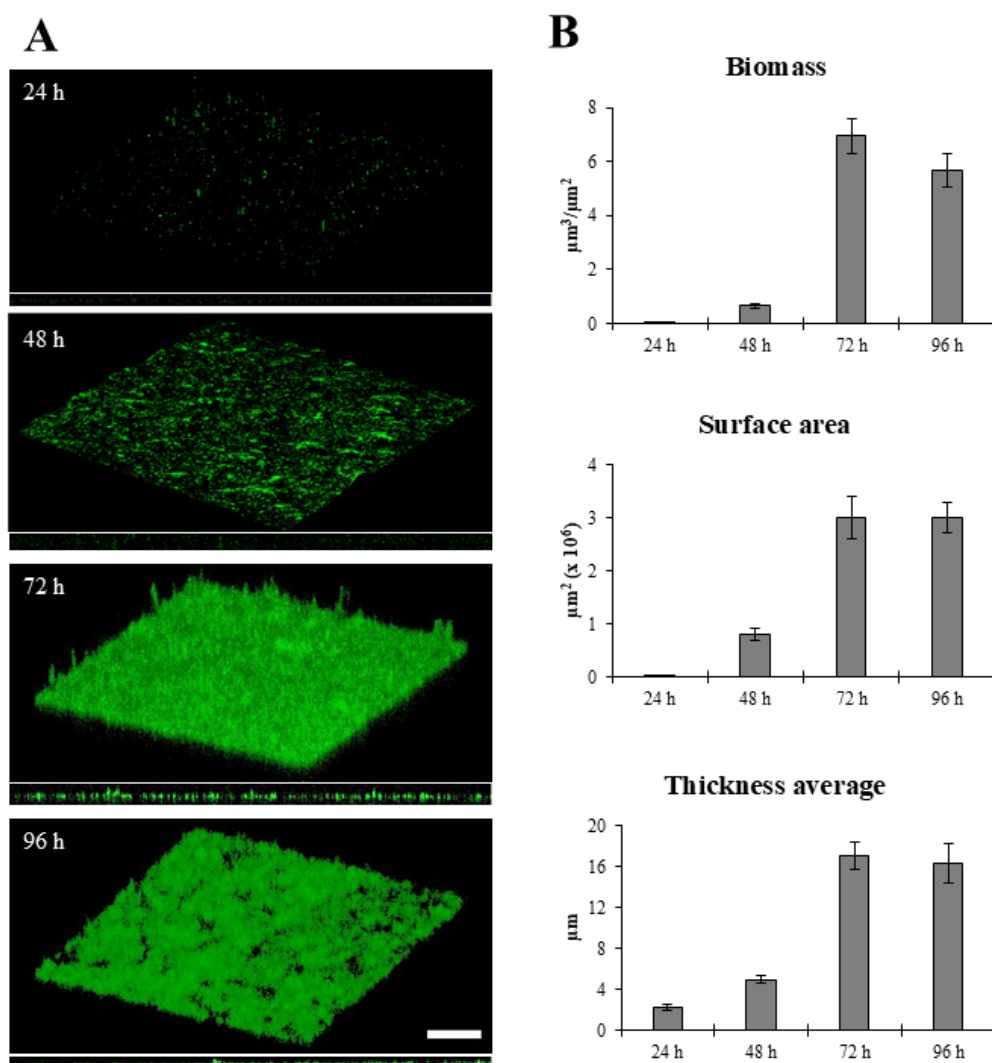 A
24 h
48 h
72 h
96 h
B
Biomass
μm³/μm²
8
6
4
2
0
24 h 48 h 72 h 96 h
Surface area
μm² (x 10⁶)
4
3
2
1
0
24 h 48 h 72 h 96 h
Thickness average
μm
20
16
12
8
4
0
24 h 48 h 72 h 96 h